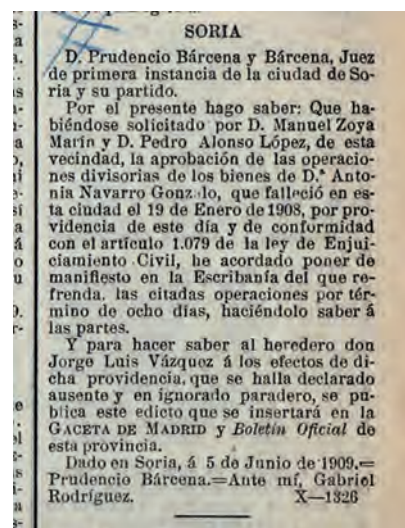 SORIA
D. Prudencio Bárcena y Bárcena, Juez
de primera instancia de la ciudad de So-
ria y su partido.
Por el presente hago saber: Que ha-
biéndose solicitado por D. Manuel Zoya
Marín y D. Pedro Alonso López, de esta
vecindad, la aprobación de las operacio-
nes divisorias de los bienes de D.ª Anto-
nia Navarro Gonzalo, que falleció en es-
ta ciudad el 19 de Enero de 1908, por pro-
videncia de este día y de conformidad
con el artículo 1.079 de la ley de Enjui-
ciamiento Civil, he acordado poner de
manifiesto en la Escribanía del que re-
frenda, las citadas operaciones por tér-
mino de ocho días, haciéndolo saber á
las partes.
Y para hacer saber al heredero don
Jorge Luis Vázquez á los efectos de di-
cha providencia, que se halla declarado
ausente y en ignorado paradero, se pu-
blica este edicto que se insertará en la
GACETA DE MADRID y Boletín Oficial de
esta provincia.
Dado en Soria, á 5 de Junio de 1909.=
Prudencio Bárcena.=Ante mí, Gabriel
Rodríguez. X—1326